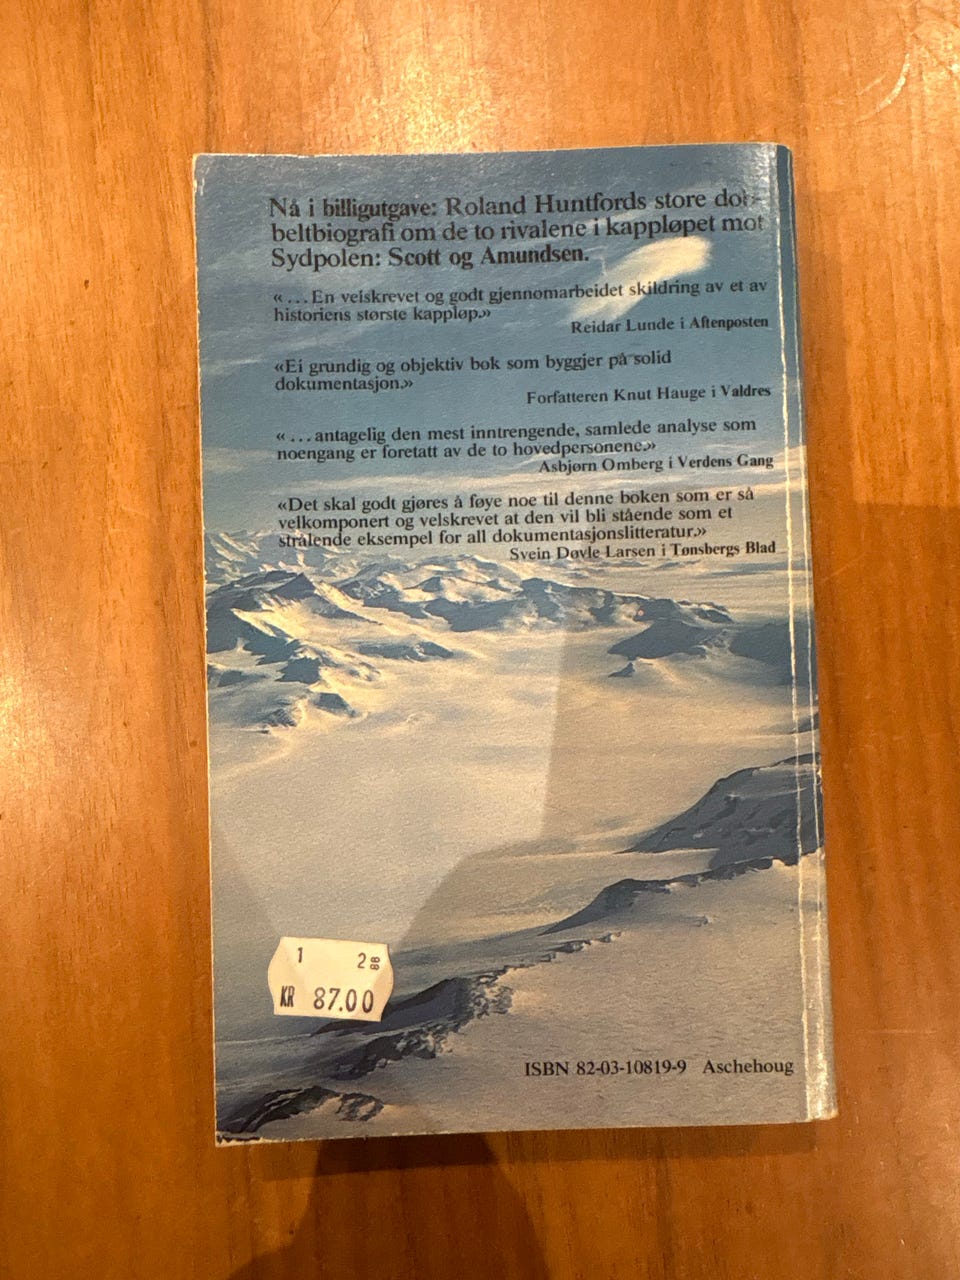 Nå i billigutgave: Roland Huntfords store dob-
beltbiografi om de to rivalene i kappløpet mot
Sydpolen: Scott og Amundsen.
«...En velskrevet og godt gjennomarbeidet skildring av et av
historiens største kappløp.»
Reidar Lunde i Aftenposten
«Ei grundig og objektiv bok som byggjer på solid
dokumentasjon.»
Forfatteren Knut Hauge i Valdres
«...antagelig den mest inntrengende, samlede analyse som
noengang er foretatt av de to hovedpersonene.»
Asbjørn Omberg i Verdens Gang
«Det skal godt gjøres å føye noe til denne boken som er så
velkomponert og velskrevet at den vil bli stående som et
strålende eksempel for all dokumentasjonslitteratur.»
Svein Døvle Larsen i Tønsbergs Blad
1 2 88
KR 87.00
ISBN 82-03-10819-9 Aschehoug